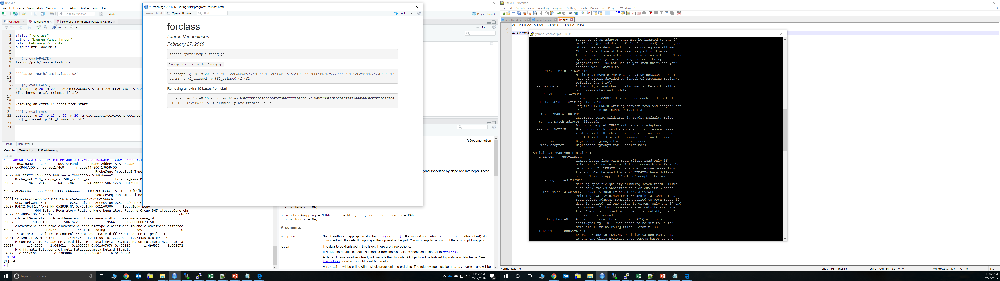 RStudio
File Edit Code View Plots Session Build Debug Profile Tools Help
Go to file/function
Addins
Project: (None)
Untitled1*
forclass.Rmd
exploreDataFromBetty.14July2016.v2.Rmd
Knit
1 ---
2 title: "forclass"
3 author: "Lauren Vanderlinden"
4 date: "February 27, 2019"
5 output: html_document
6 ---
7
8 ```{r, eval=FALSE}
9 fastqc /path/sample.fastq.gz
10 ```
11
12 ```fastqc /path/sample.fastq.gz```
13
14
15 ```{r, eval=FALSE}
16 cutadapt -q 20 -m 20 -a AGATCGGAAGAGCACACGTCTGAACTCCAGTCAC -A AGA
$f_trimmed -p $f2_trimmed $f $f2
17 ```
18
19 Removing an extra 15 bases from start
20
21 ```{r, eval=FALSE}
22 cutadapt -u 15 -U 15 -q 20 -m 20 -a AGATCGGAAGAGCACACGTCTGAACTCCA
-o $f_trimmed -p $f2_trimmed $f $f2
23 ```
24
19:38 (Top Level)
Console Terminal R Markdown
~/
> MetaResults.WithAnno[which(MetaResults.WithAnno$Name=="cg08447200"),]
Row.names chr pos strand Name AddressA AddressB
69025 cg08447200 chr22 50617460 + cg08447200 13658400
ProbeSeqA ProbeSeqB Type
69025 AACTCCRCCTTACCCAAACTAACTAATATCAAAAAAACCACAACAAAAAC II
Probe_maf CpG_rs CpG_maf SBE_rs SBE_maf Islands_Name R
69025 NA <NA> NA <NA> NA chr22:50615278-50617900
69025 AGAGCCAGCCCGGGCAGGGCTTCCCTCGGGGGGCCCGTTCCACGTCCGCTCACCTCCCGC[CG]C
SourceSeq Random_Loci Me
69025 GCTCCGCCTTGCCCAGGCTGGCTGGTGTCAGAGGGGCCACAGCAGGGGCG
UCSC_RefGene_Name UCSC_RefGene_Accession UCSC_RefGene_G
69025 PANX2;PANX2;PANX2 NM_052839;NR_027691;NM_001160300 Body;Body;Body
HMM_Island Regulatory_Feature_Name Regulatory_Feature_Group DHS closestGene.chr
69025 22:48957406-48960193 chr22
closestGene.start closestGene.end closestGene.width closestGene.gene_id
69025 50609160 50618723 9564 ENSG00000073150
closestGene.gene_name closestGene.gene_biotype closestGene.inGene closestGene.distance
69025 PANX2 protein_coding Yes 0
tStat.450 pval.450 M.control.450 M.case.450 M.diff.450 tStat.EPIC pval.EPIC
69025 -2.396171 0.01290574 1.491428 1.614199 0.1227706 -1.925489 0.05695497
M.control.EPIC M.case.EPIC M.diff.EPIC pval.meta FDR.meta M.control.meta M.case.meta
69025 1.542359 1.643021 0.1006624 0.001907878 0.499119 1.496955 1.608672
M.diff.meta Beta.control.meta Beta.case.meta Beta.diff.meta
69025 0.1117165 0.7383886 0.7530687 0.01468004
> 16*4
[1] 64
>
Y:/teaching/BIOS6660_spring2019/programs/forclass.html
forclass.html Open in Browser Find Publish
forclass
Lauren Vanderlinden
February 27, 2019
fastqc /path/sample.fastq.gz
fastqc /path/sample.fastq.gz
cutadapt -q 20 -m 20 -a AGATCGGAAGAGCACACGTCTGAACTCCAGTCAC -A AGATCGGAAGAGCGTCGTGTAGGGAAAGAGTGTAGATCTCGGTGGTCGCCGTA
TCATT -o $f_trimmed -p $f2_trimmed $f $f2
Removing an extra 15 bases from start
cutadapt -u 15 -U 15 -q 20 -m 20 -a AGATCGGAAGAGCACACGTCTGAACTCCAGTCAC -A AGATCGGAAGAGCGTCGTGTAGGGAAAGAGTGTAGATCTCG
GTGGTCGCCGTATCATT -o $f_trimmed -p $f2_trimmed $f $f2
List
R Documentation
gonal (specified by slope and intercept). These
show.legend = NA)
geom_vline(mapping = NULL, data = NULL, ..., xintercept, na.rm = FALSE,
show.legend = NA)
Arguments
mapping Set of aesthetic mappings created by aes() or aes_(). If specified and inherit.aes = TRUE (the default), it is
combined with the default mapping at the top level of the plot. You must supply mapping if there is no plot mapping.
data The data to be displayed in this layer. There are three options:
If NULL, the default, the data is inherited from the plot data as specified in the call to ggplot().
A data.frame, or other object, will override the plot data. All objects will be fortified to produce a data frame. See
fortify() for which variables will be created.
A function will be called with a single argument, the plot data. The return value must be a data.frame., and will be
Type here to search
11:02 AM
2/27/2019
4
*new 1 - Notepad++
File Edit Search View Encoding Language Settings Tools Macro Run Plugins Window ?
X
trimmReads.v3.sh trimmReads.sh new 1
1 AGATCGGAAGAGCACACGTCTGAACTCCAGTCAC
2
3 AGATCGGA
yampa.ucdenver.pvt - PuTTY
Sequence of an adapter that may be ligated to the 5'
or 3' end (paired data: of the first read). Both types
of matches as described under -a und -g are allowed.
If the first base of the read is part of the match,
the behavior is as with -g, otherwise as with -a. This
option is mostly for rescuing failed library
preparations - do not use if you know which end your
adapter was ligated to!
-e RATE, --error-rate=RATE
Maximum allowed error rate as value between 0 and 1
(no. of errors divided by length of matching region).
Default: 0.1 (=10%)
--no-indels Allow only mismatches in alignments. Default: allow
both mismatches and indels
-n COUNT, --times=COUNT
Remove up to COUNT adapters from each read. Default: 1
-O MINLENGTH, --overlap=MINLENGTH
Require MINLENGTH overlap between read and adapter for
an adapter to be found. Default: 3
--match-read-wildcards
Interpret IUPAC wildcards in reads. Default: False
-N, --no-match-adapter-wildcards
Do not interpret IUPAC wildcards in adapters.
--action=ACTION What to do with found adapters. trim: remove; mask:
replace with 'N' characters; none: leave unchanged
(useful with --discard-untrimmed). Default: trim
--no-trim Deprecated synonym for --action=none
--mask-adapter Deprecated synonym for --action=mask
Additional read modifications:
-u LENGTH, --cut=LENGTH
Remove bases from each read (first read only if
paired). If LENGTH is positive, remove bases from the
beginning. If LENGTH is negative, remove bases from
the end. Can be used twice if LENGTHs have different
signs. This is applied *before* adapter trimming.
--nextseq-trim=3'CUTOFF
NextSeq-specific quality trimming (each read). Trims
also dark cycles appearing as high-quality G bases.
-q [5'CUTOFF,]3'CUTOFF, --quality-cutoff=[5'CUTOFF,]3'CUTOFF
Trim low-quality bases from 5' and/or 3' ends of each
read before adapter removal. Applied to both reads if
data is paired. If one value is given, only the 3' end
is trimmed. If two comma-separated cutoffs are given,
the 5' end is trimmed with the first cutoff, the 3'
end with the second.
--quality-base=N Assume that quality values in FASTQ are encoded as
ascii(quality + N). This needs to be set to 64 for
some old Illumina FASTQ files. Default: 33
-l LENGTH, --length=LENGTH
Shorten reads to LENGTH. Positive values remove bases
at the end while negative ones remove bases at the
Normal text file length : 96 lines : 3 Ln : 3 Col : 59 Sel : 0 | 0 Windows (CR LF) UTF-8 INS
11:02 AM
2/27/2019